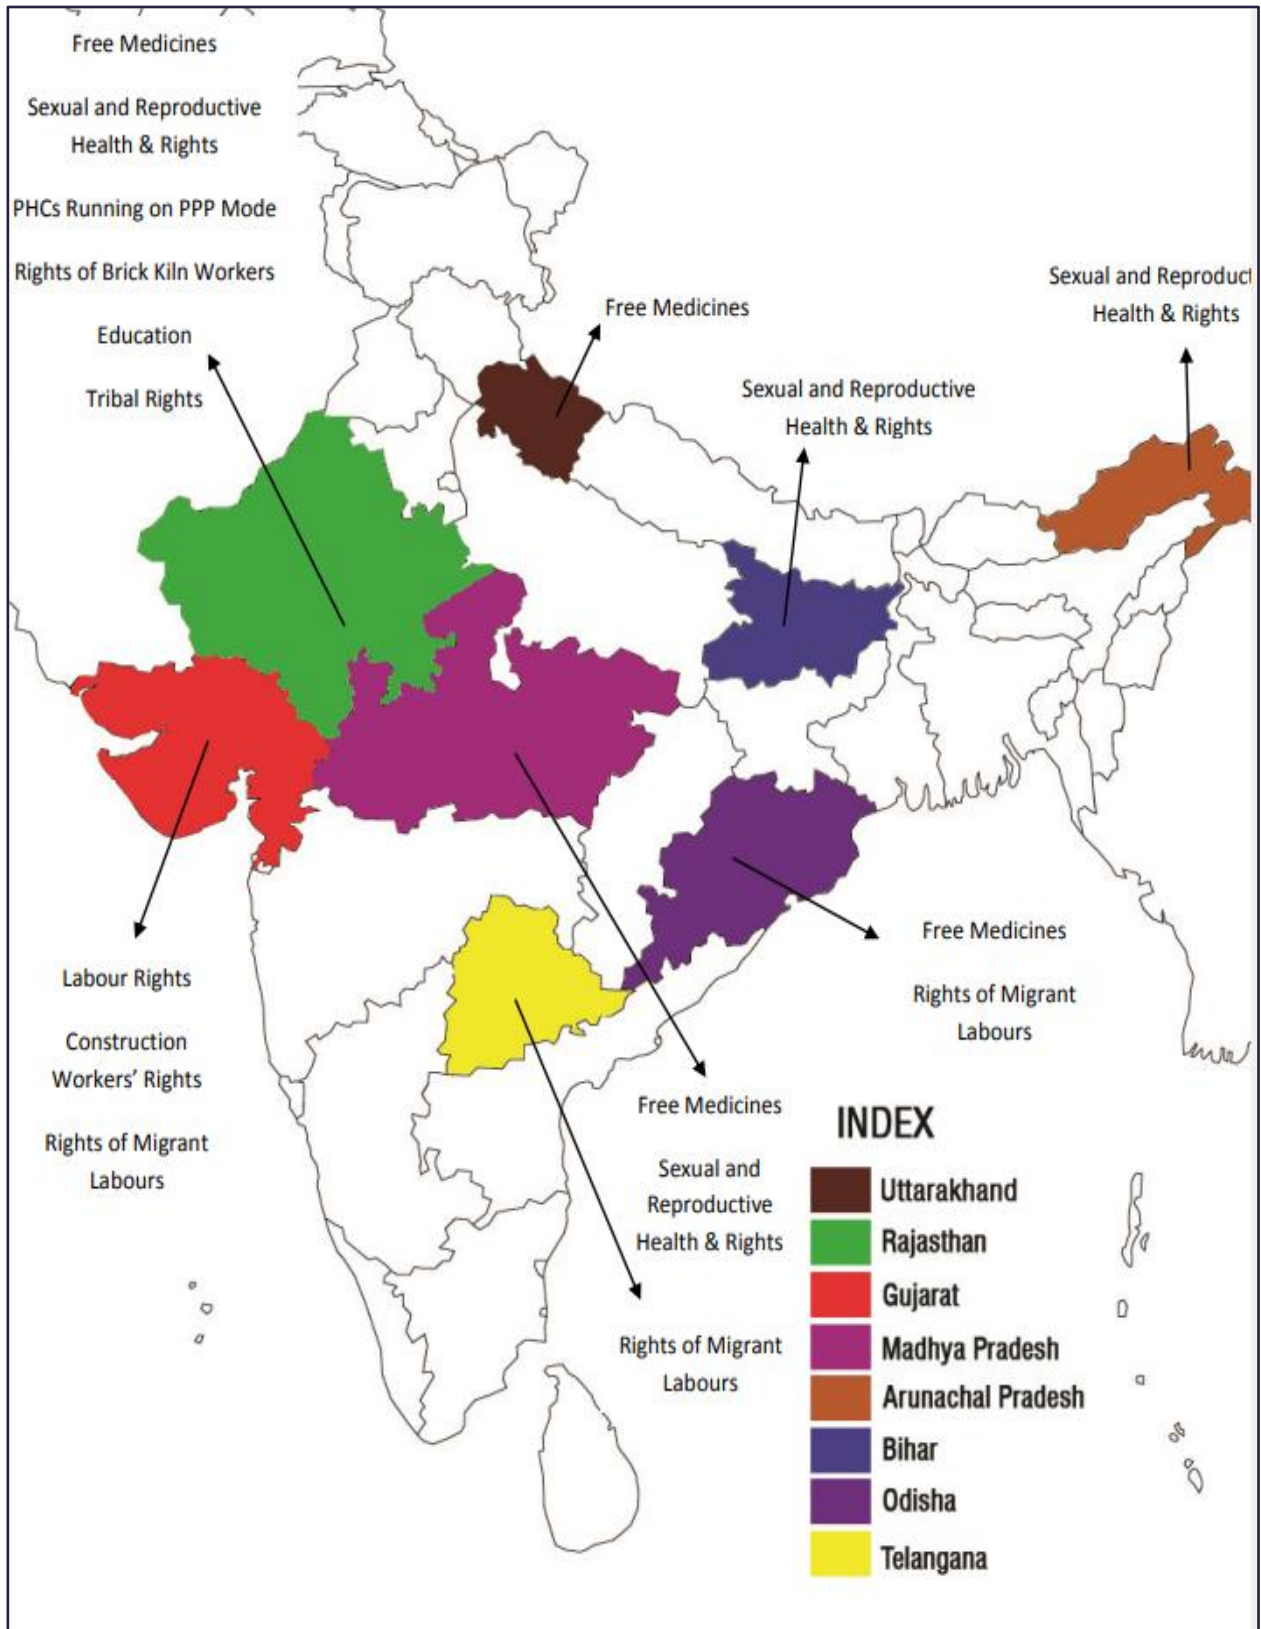 Free Medicines
Sexual and Reproductive
Health & Rights
PHCs Running on PPP Mode
Rights of Brick Kiln Workers
Education
Tribal Rights
Free Medicines
Sexual and Reproductive
Health & Rights
Sexual and Reproduct
Health & Rights
Labour Rights
Construction
Workers’ Rights
Rights of Migrant
Labours
Free Medicines
Rights of Migrant
Labours
Free Medicines
Sexual and
Reproductive
Health & Rights
Rights of Migrant
Labours
INDEX
Uttarakhand
Rajasthan
Gujarat
Madhya Pradesh
Arunachal Pradesh
Bihar
Odisha
Telangana